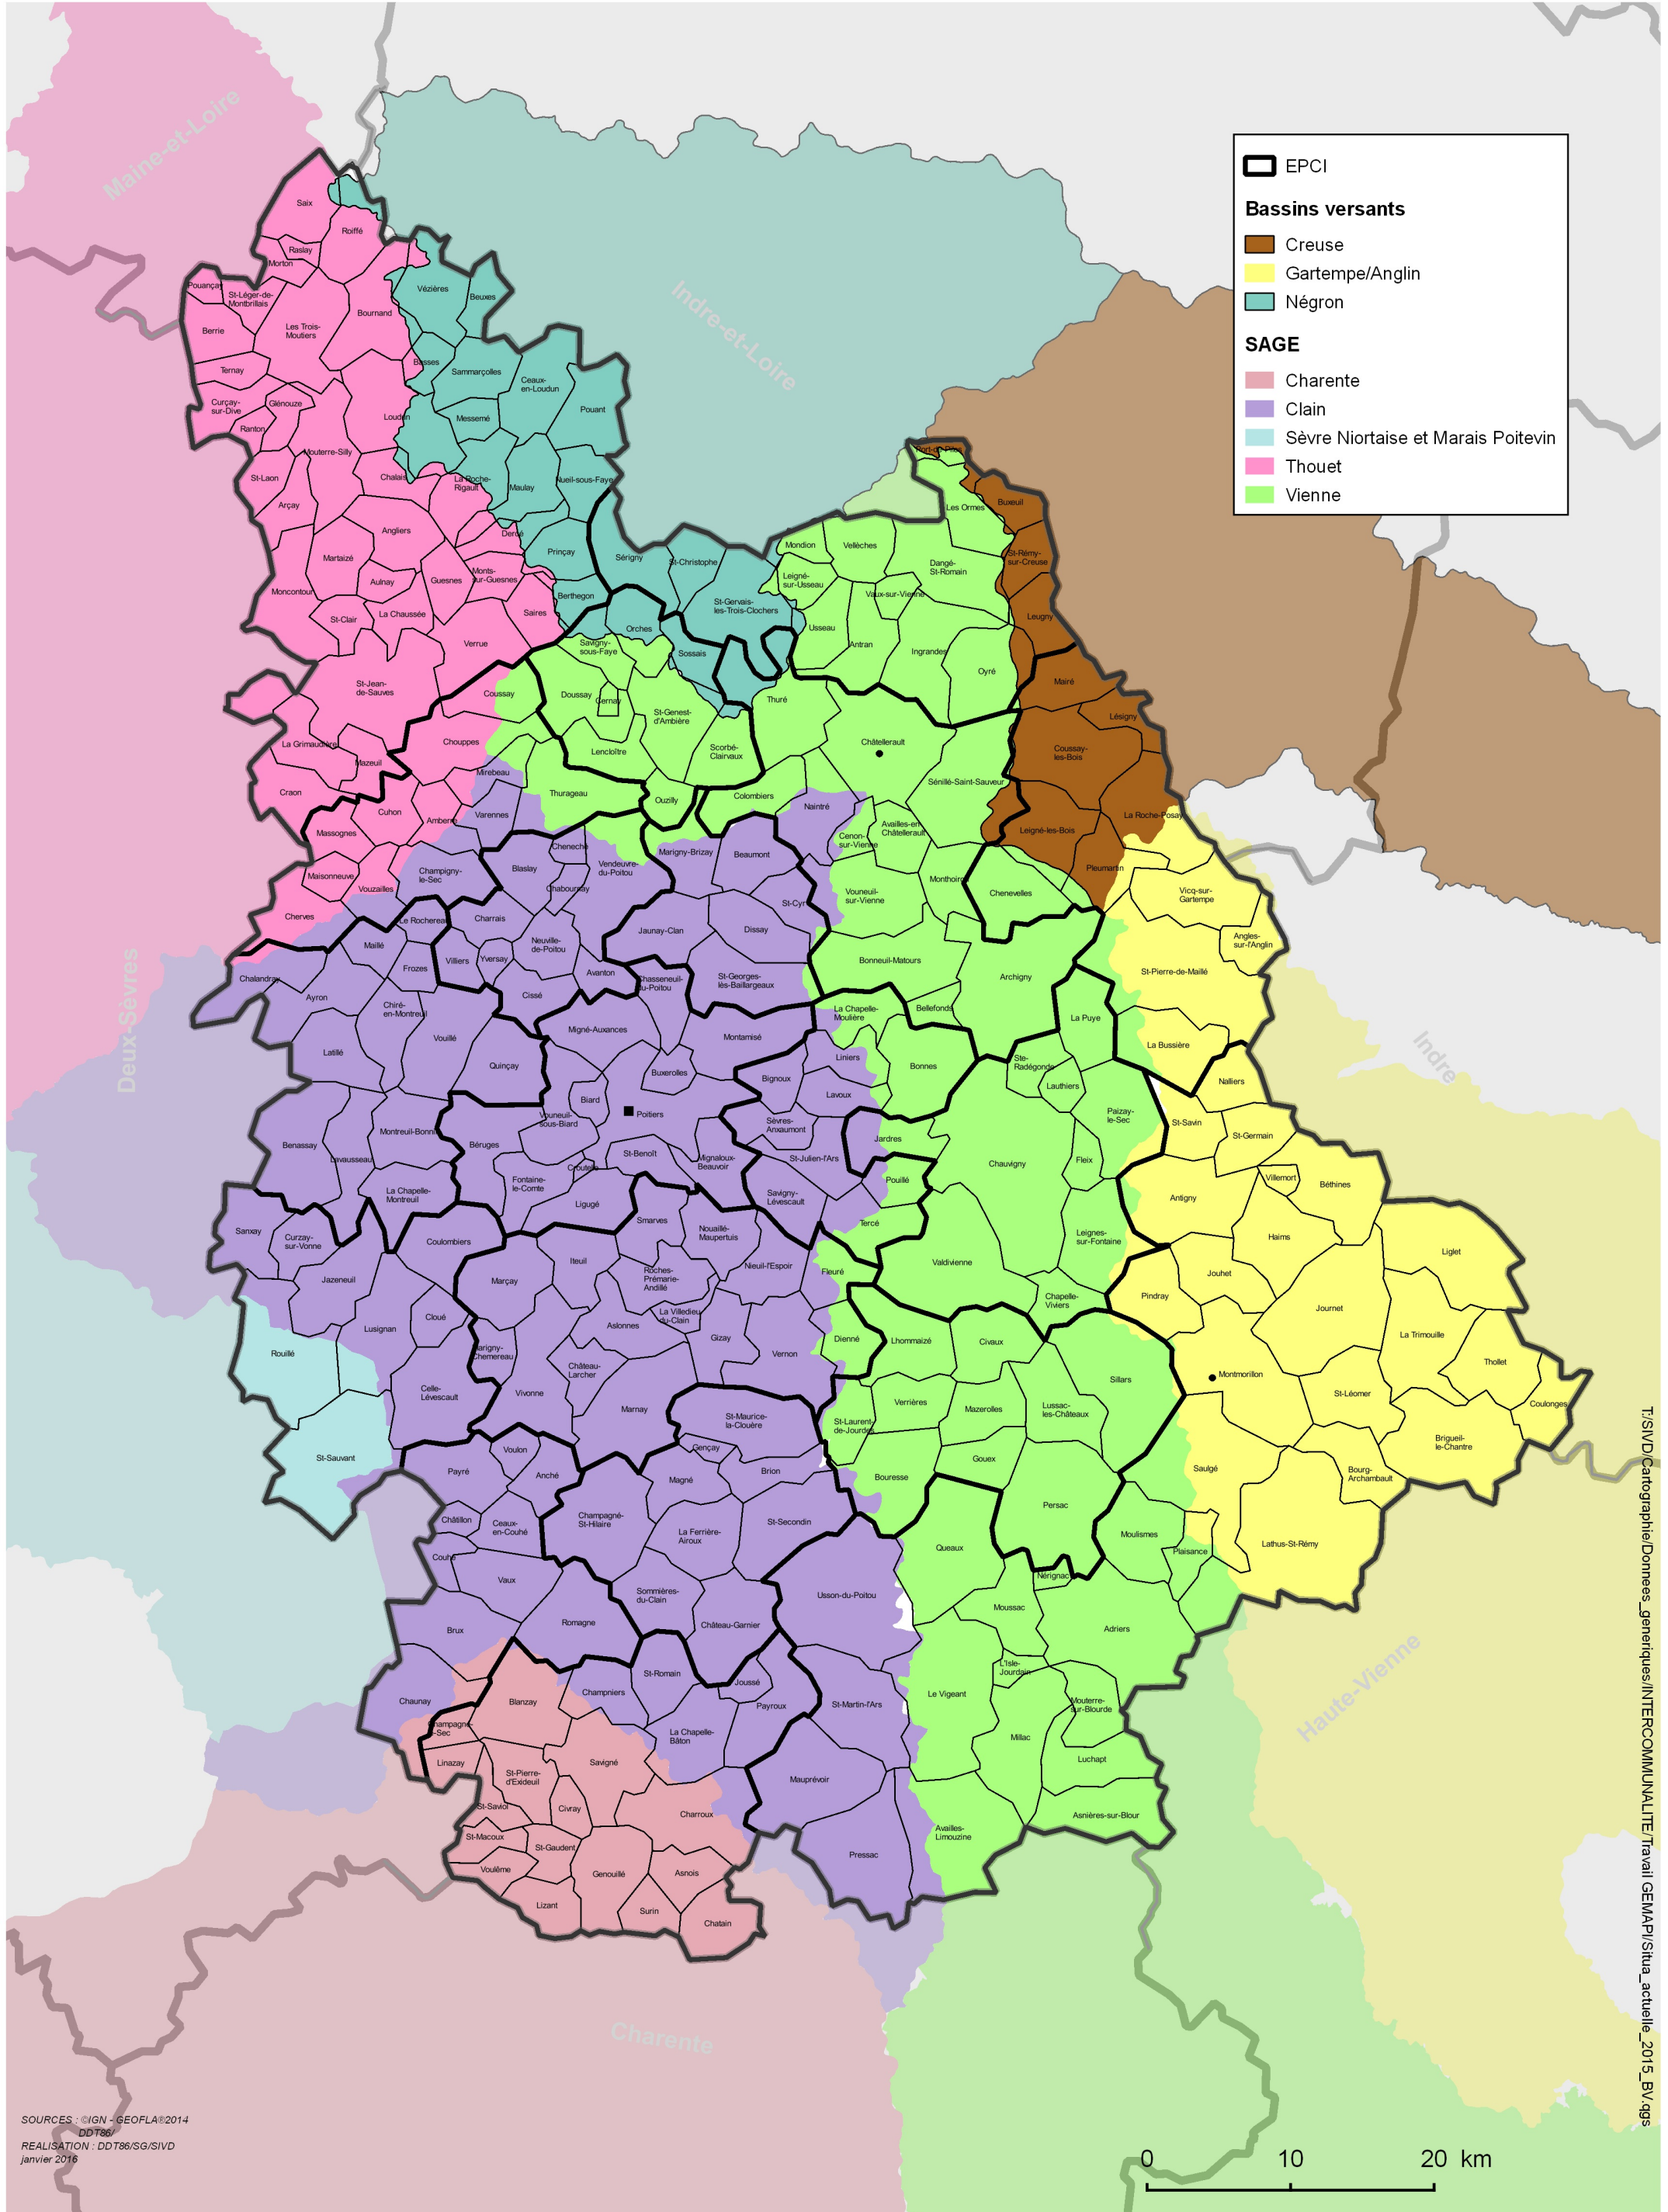 EPCI
Bassins versants
Creuse
Gartempe/Anglin
Négron
SAGE
Charente
Clain
Sèvre Niortaise et Marais Poitevin
Thouet
Vienne
Maine-et-Loire
Indre-et-Loire
Deux-Sèvres
Indre
Haute-Vienne
Charente
Saix
Roiffé
Raslay
Morton
Pouançay
St-Léger-de-
Montbrillais
Vézières
Beuxes
Berrie
Les Trois-
Moutiers
Bournand
Ternay
Basses
Sammarçolles
Ceaux-
en-Loudun
Pouant
Curçay-
sur-Dive
Glénouze
Ranton
Loudun
Messemé
Mouterre-Silly
St-Laon
Chalais
La Roche-
Rigault
Maulay
Nueil-sous-Faye
Arçay
Angliers
Dercé
Prinçay
Martaizé
Aulnay
Guesnes
Monts-
sur-Guesnes
Moncontour
St-Clair
La Chaussée
Saires
Berthegon
Verrue
St-Jean-
de-Sauves
Coussay
La Grimaudière
Mazeuil
Chouppes
Craon
Mirebeau
Massognes
Cuhon
Amberre
Varennes
Maisonneuve
Vouzailles
Champigny-
le-Sec
Cherves
Sérigny
St-Christophe
St-Gervais-
les-Trois-Clochers
Orches
Sossais
Savigny-
sous-Faye
Doussay
Cernay
St-Genest-
d'Ambière
Lencloître
Scorbé-
Clairvaux
Thurageau
Ouzilly
Colombiers
Thuré
Mondion
Vellèches
Leigné-
sur-Usseau
Vaux-sur-Vienne
Dangé-
St-Romain
Usseau
Antran
Ingrandes
Oyré
Port-de-Piles
Les Ormes
Buxeuil
St-Rémy-
sur-Creuse
Leugny
Mairé
Lésigny
Coussay-
les-Bois
Châtellerault
Sénillé-Saint-Sauveur
Leigné-les-Bois
La Roche-Posay
Pleumartin
Chenevelles
Vicq-sur-
Gartempe
Angles-
sur-l'Anglin
St-Pierre-de-Maillé
La Bussière
Naintré
Cenon-
sur-Vienne
Availles-en-
Châtellerault
Vouneuil-
sur-Vienne
Monthoiron
Bonneuil-Matours
Archigny
Bellefonds
La Puye
La Chapelle-
Moulière
Bonnes
Ste-
Radégonde
Lauthiers
Paizay-
le-Sec
Nalliers
St-Savin
St-Germain
Fleix
Chauvigny
Antigny
Villemort
Béthines
Haims
Leignes-
sur-Fontaine
Liglet
Valdivienne
Chapelle-
Viviers
Pindray
Jouhet
Journet
La Trimouille
Thollet
Coulonges
Montmorillon
St-Léomer
Brigueil-
le-Chantre
Bourg-
Archambault
Saulgé
Lathus-St-Rémy
Blaslay
Cheneché
Chabournay
Vendeuvre-
du-Poitou
Marigny-Brizay
Beaumont
St-Cyr
Dissay
Jaunay-Clan
Le Rochereau
Charrais
Maillé
Frozes
Villiers
Yversay
Neuville-
de-Poitou
Avanton
Cissé
Chasseneuil-
du-Poitou
St-Georges-
lès-Baillargeaux
Chalandray
Ayron
Chiré-
en-Montreuil
Latillé
Vouillé
Quinçay
Migné-Auxances
Montamisé
Liniers
Bignoux
Lavoux
Buxerolles
Biard
Poitiers
Vouneuil-
sous-Biard
Sèvres-
Anxaumont
Jardres
Benassay
Lavausseau
Montreuil-Bonnin
Béruges
Croutelle
St-Benoît
Mignaloux-
Beauvoir
St-Julien-l'Ars
Pouillé
La Chapelle-
Montreuil
Fontaine-
le-Comte
Ligugé
Savigny-
Lévescault
Tercé
Sanxay
Curzay-
sur-Vonne
Coulombiers
Smarves
Nouaillé-
Maupertuis
Jazeneuil
Marçay
Iteuil
Roches-
Prémarie-
Andillé
Nieuil-l'Espoir
Fleuré
Lusignan
Cloué
Aslonnes
La Villedieu
du-Clain
Gizay
Vernon
Dienné
Rouillé
Marigny-
Chemereau
Château-
Larcher
Celle-
Lévescault
Vivonne
Marnay
St-Maurice-
la-Clouère
St-Sauvant
Lhommaizé
Civaux
Verrières
Mazerolles
Lussac-
les-Châteaux
Sillars
St-Laurent-
de-Jourdes
Gouex
Bouresse
Persac
Gençay
Payré
Voulon
Anché
Magné
Brion
Châtillon
Ceaux-
en-Couhé
Champagné-
St-Hilaire
La Ferrière-
Airoux
St-Secondin
Couhé
Vaux
Queaux
Moulismes
Plaisance
Nérignac
Usson-du-Poitou
Moussac
Adriers
Brux
Romagne
Sommières-
du-Clain
Château-Garnier
L'Isle-
Jourdain
Le Vigeant
Mouterre-
sur-Blourde
Millac
Luchapt
Asnières-sur-Blour
Availles-
Limouzine
St-Romain
Joussé
Payroux
St-Martin-l'Ars
Chaunay
Champniers
Blanzay
La Chapelle-
Bâton
Mauprévoir
Pressac
Champagné-
-Sec
Linazay
St-Pierre-
d'Exideuil
Savigné
St-Saviol
Civray
Charroux
St-Macoux
St-Gaudent
Voulême
Genouillé
Asnois
Lizant
Surin
Chatain
T:/SIVD/Cartographie/Donnees_generiques/INTERCOMMUNALITE/Travail GEMAPI/Situa_actuelle_2015_BV.qgs
SOURCES : ©IGN - GEOFLA®2014
DDT86/
REALISATION : DDT86/SG/SIVD
janvier 2016
0 10 20 km